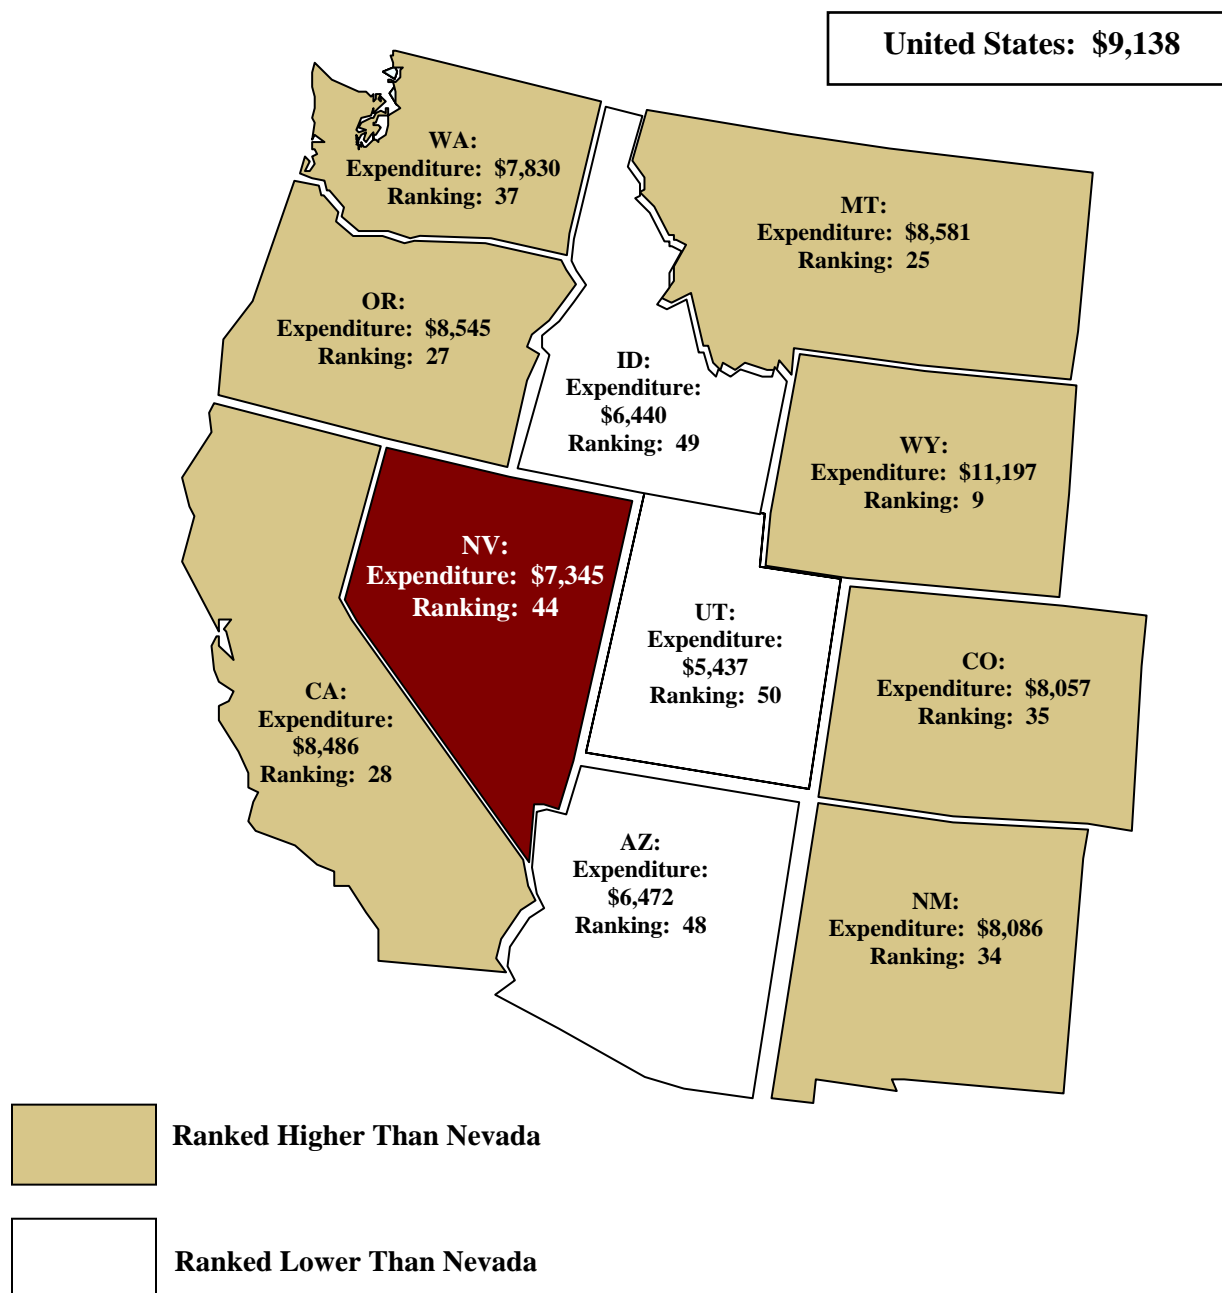 United States: $9,138
WA:
Expenditure: $7,830
Ranking: 37
MT:
Expenditure: $8,581
Ranking: 25
OR:
Expenditure: $8,545
Ranking: 27
ID:
Expenditure:
$6,440
Ranking: 49
WY:
Expenditure: $11,197
Ranking: 9
NV:
Expenditure: $7,345
Ranking: 44
UT:
Expenditure:
$5,437
Ranking: 50
CO:
Expenditure: $8,057
Ranking: 35
CA:
Expenditure:
$8,486
Ranking: 28
AZ:
Expenditure:
$6,472
Ranking: 48
NM:
Expenditure: $8,086
Ranking: 34
Ranked Higher Than Nevada
Ranked Lower Than Nevada